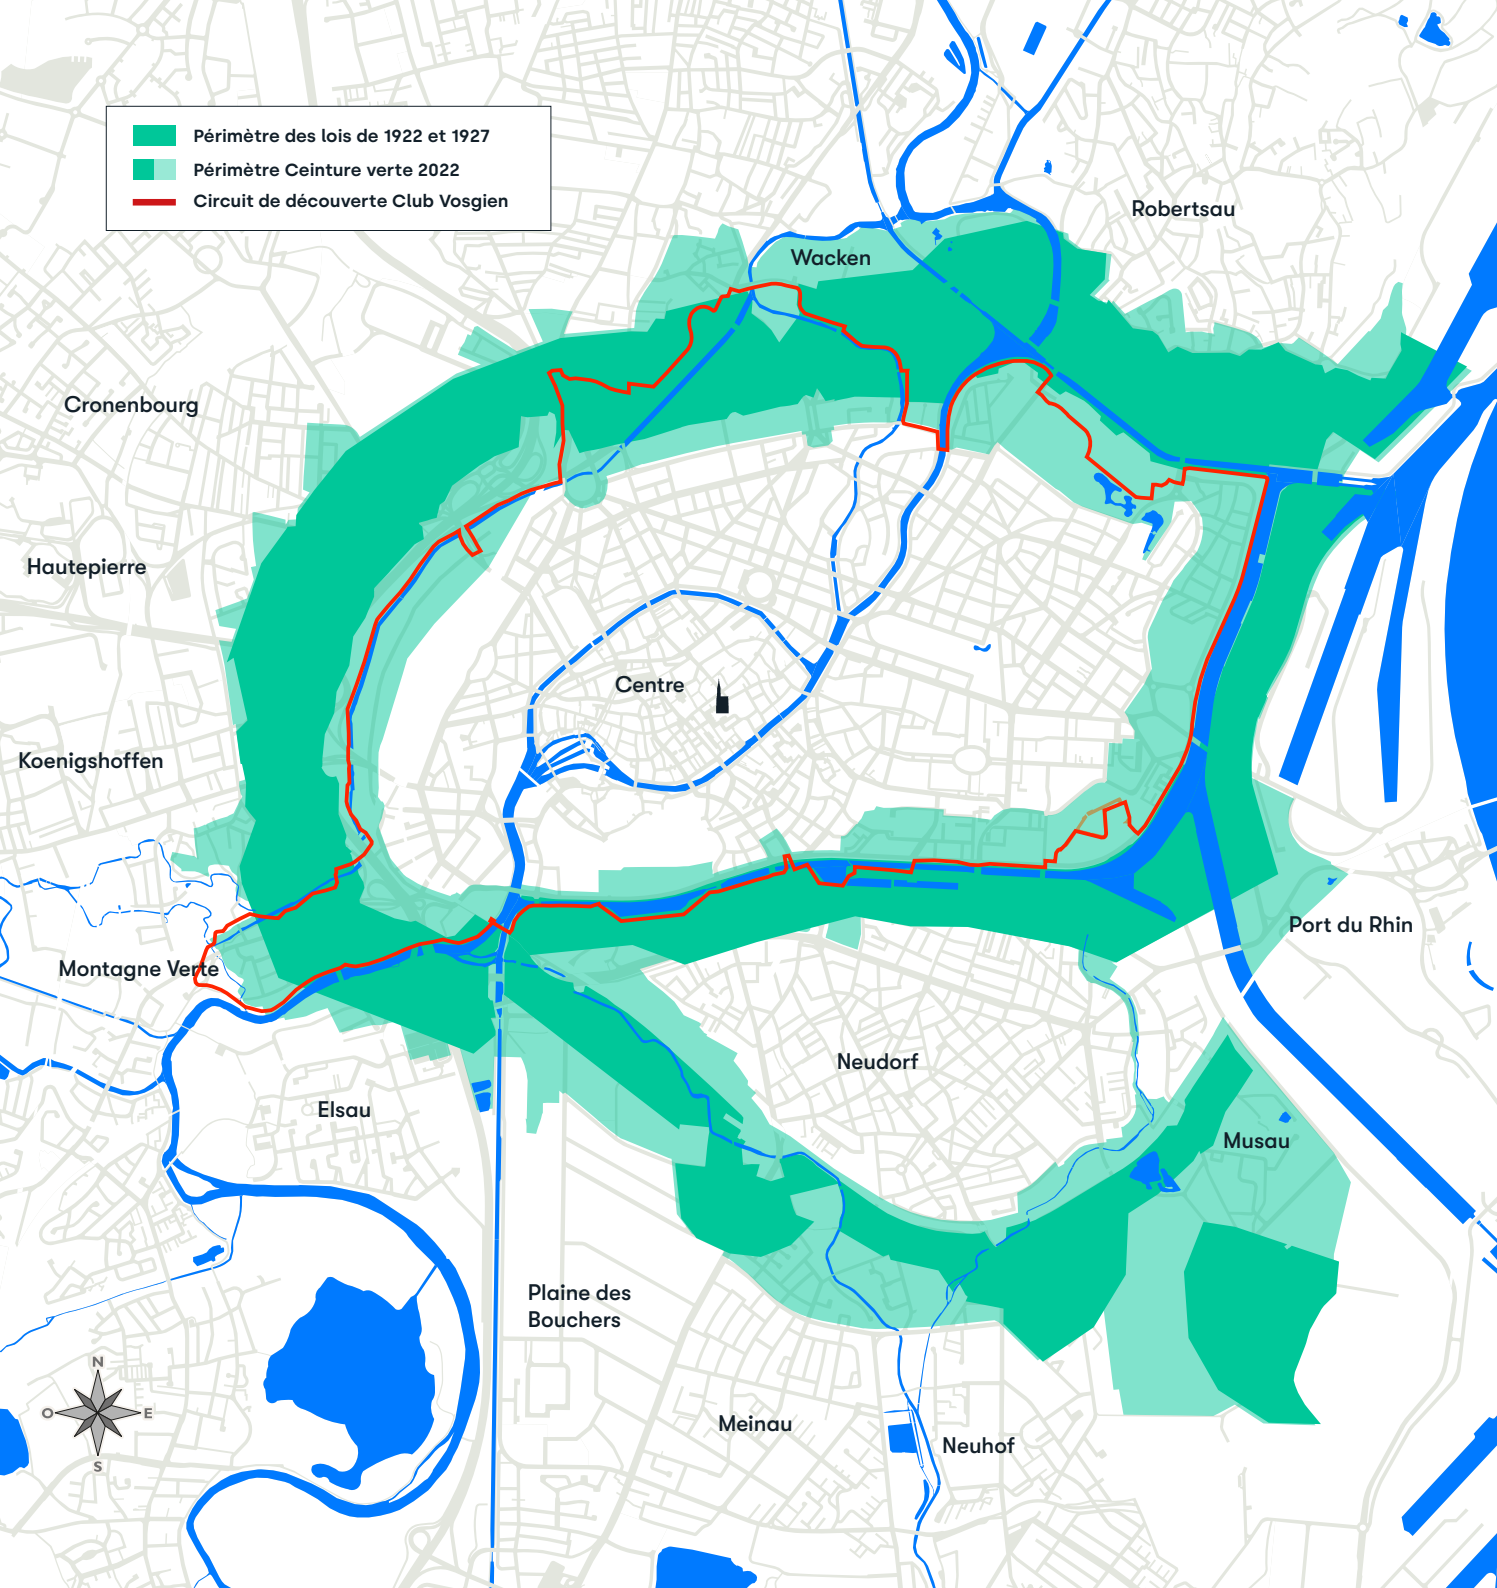 Périmètre des lois de 1922 et 1927
Périmètre Ceinture verte 2022
Circuit de découverte Club Vosgien
Robertsau
Wacken
Cronenbourg
Hautepierre
Centre
Koenigshoffen
Port du Rhin
Montagne Verte
Neudorf
Elsau
Musau
Plaine des
Bouchers
N
O
E
S
Meinau
Neuhof